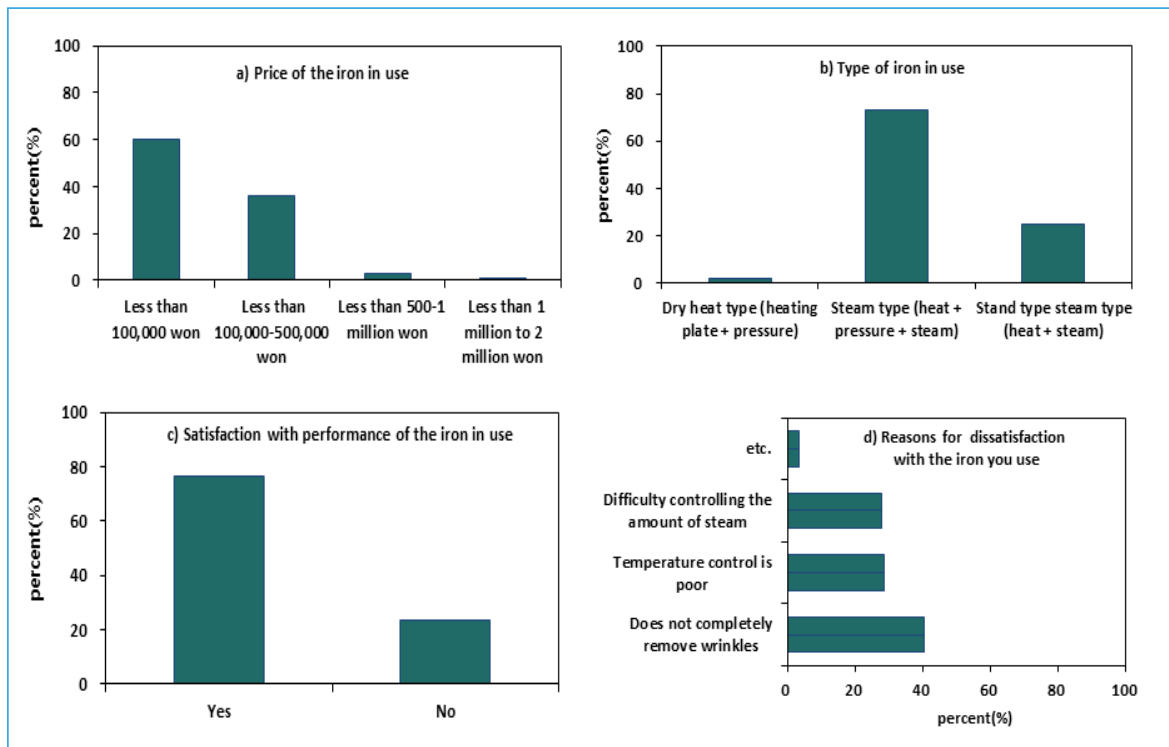 a) Price of the iron in use
percent(%)
100
80
60
40
20
0
Less than
100,000 won
Less than
100,000-500,000
won
Less than 500-1
million won
Less than 1
million to 2
million won
b) Type of iron in use
percent(%)
100
80
60
40
20
0
Dry heat type (heating
plate + pressure)
Steam type (heat +
pressure + steam)
Stand type steam type
(heat + steam)
c) Satisfaction with performance of the iron in use
percent(%)
100
80
60
40
20
0
Yes
No
d) Reasons for dissatisfaction
with the iron you use
etc.
Difficulty controlling the
amount of steam
Temperature control is
poor
Does not completely
remove wrinkles
0
20
40
60
80
100
percent(%)